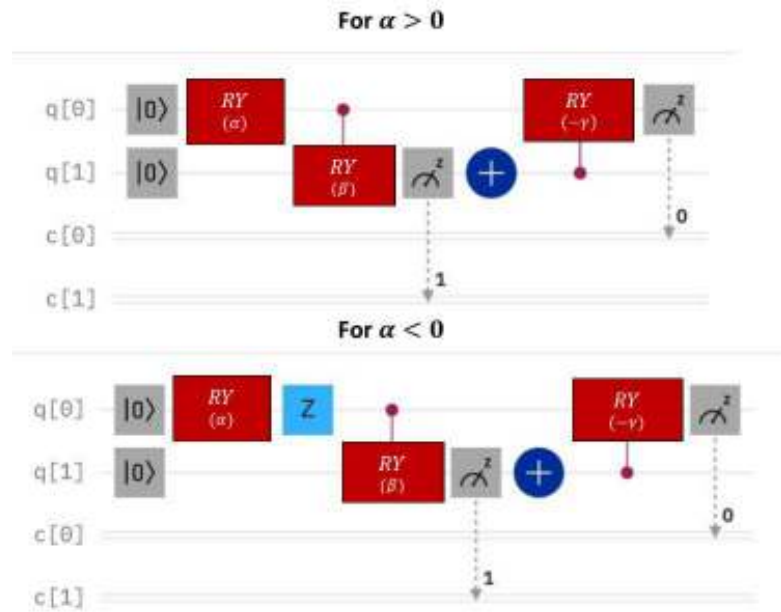 For α > 0
q[0] |0⟩ RY (α) RY (−γ) z
q[1] |0⟩ RY (β) z
c[0] 0
c[1] 1
For α < 0
q[0] |0⟩ RY (α) Z RY (−γ) z
q[1] |0⟩ RY (β) z
c[0] 0
c[1] 1